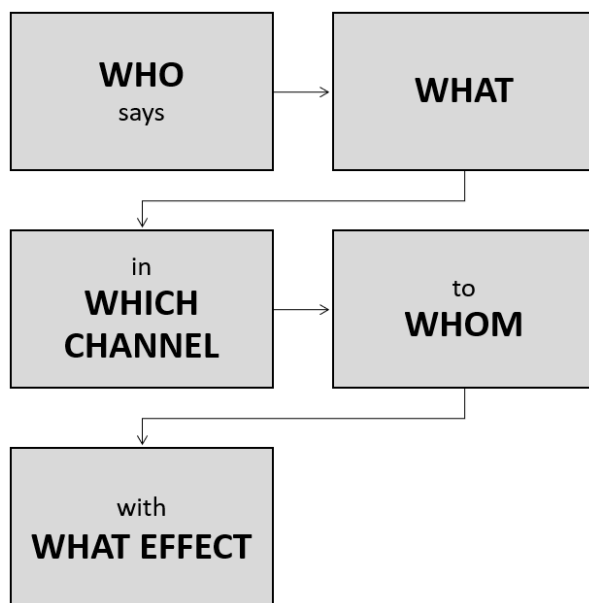 WHO
says
WHAT
in
WHICH
CHANNEL
to
WHOM
with
WHAT EFFECT